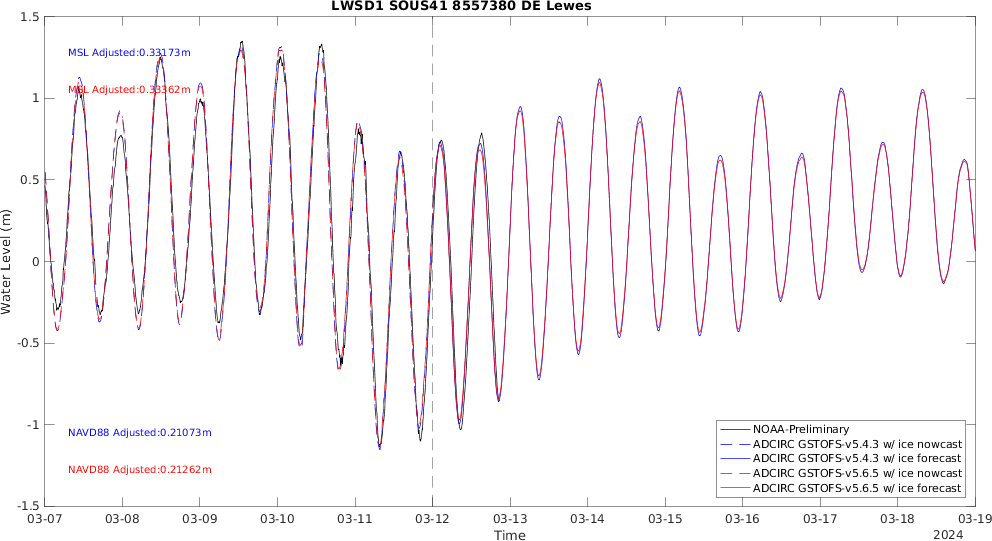 LWSD1 SOUS41 8557380 DE Lewes
1.5
1
0.5
0
-0.5
-1
-1.5
Water Level (m)
MSL Adjusted:0.33173m
MSL Adjusted:0.33362m
NAVD88 Adjusted:0.21073m
NAVD88 Adjusted:0.21262m
NOAA-Preliminary
ADCIRC GSTOFS-v5.4.3 w/ ice nowcast
ADCIRC GSTOFS-v5.4.3 w/ ice forecast
ADCIRC GSTOFS-v5.6.5 w/ ice nowcast
ADCIRC GSTOFS-v5.6.5 w/ ice forecast
03-07 03-08 03-09 03-10 03-11 03-12 03-13 03-14 03-15 03-16 03-17 03-18 03-19
Time
2024